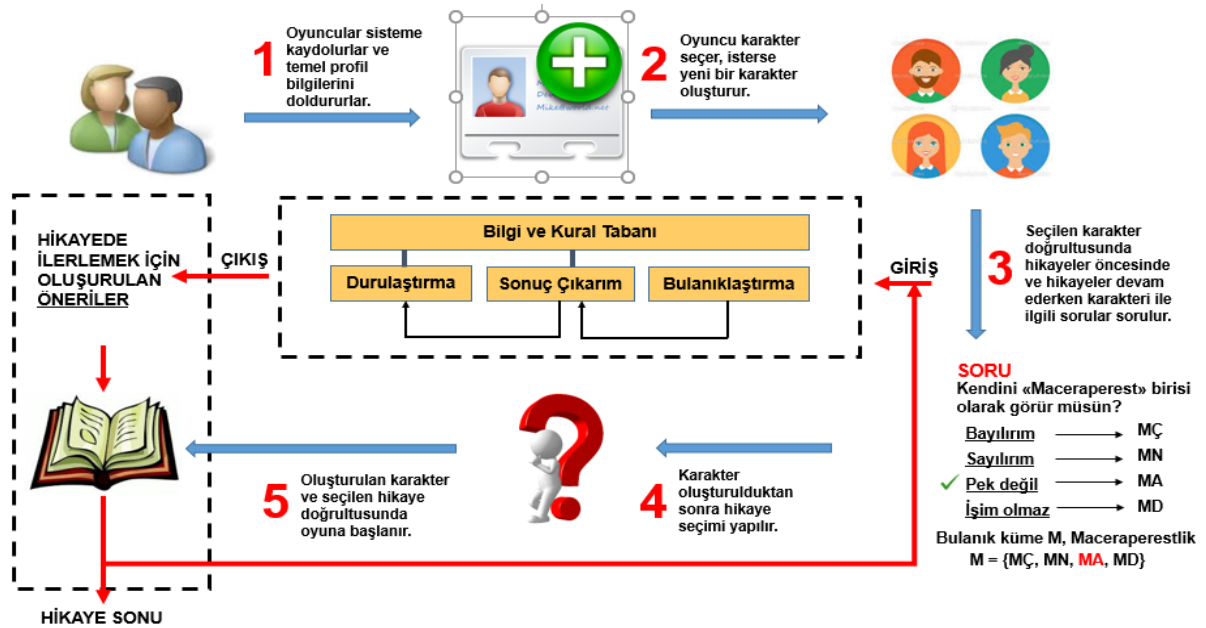 1
Oyuncular sisteme
kaydolurlar ve
temel profil
bilgilerini
doldururlar.
2
Oyuncu karakter
seçer, isterse
yeni bir karakter
oluşturur.
3
Seçilen karakter
doğrultusunda
hikayeler öncesinde
ve hikayeler devam
ederken karakteri ile
ilgili sorular sorulur.
HİKAYEDE
İLERLEMEK İÇİN
OLUŞURULAN
ÖNERİLER
ÇIKIŞ
Bilgi ve Kural Tabanı
Durulaştırma
Sonuç Çıkarım
Bulanıklaştırma
GİRİŞ
SORU
Kendini «Maceraperest» birisi
olarak görür müsün?
Bayılırım MÇ
Sayılırım MN
Pek değil MA
İşim olmaz MD
Bulanık küme M, Maceraperestlik
M = {MÇ, MN, MA, MD}
4
Karakter
oluşturulduktan
sonra hikaye
seçimi yapılır.
5
Oluşturulan karakter
ve seçilen hikaye
doğrultusunda
oyuna başlanır.
HİKAYE SONU